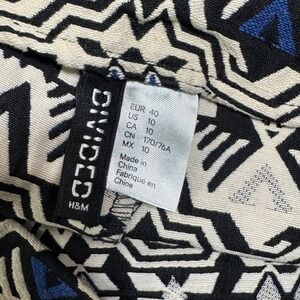 DIVIDED
H&M
EUR 40
US 10
CA 10
CN 170/76A
MX 10
Made in
China
Fabriqué en
Chine